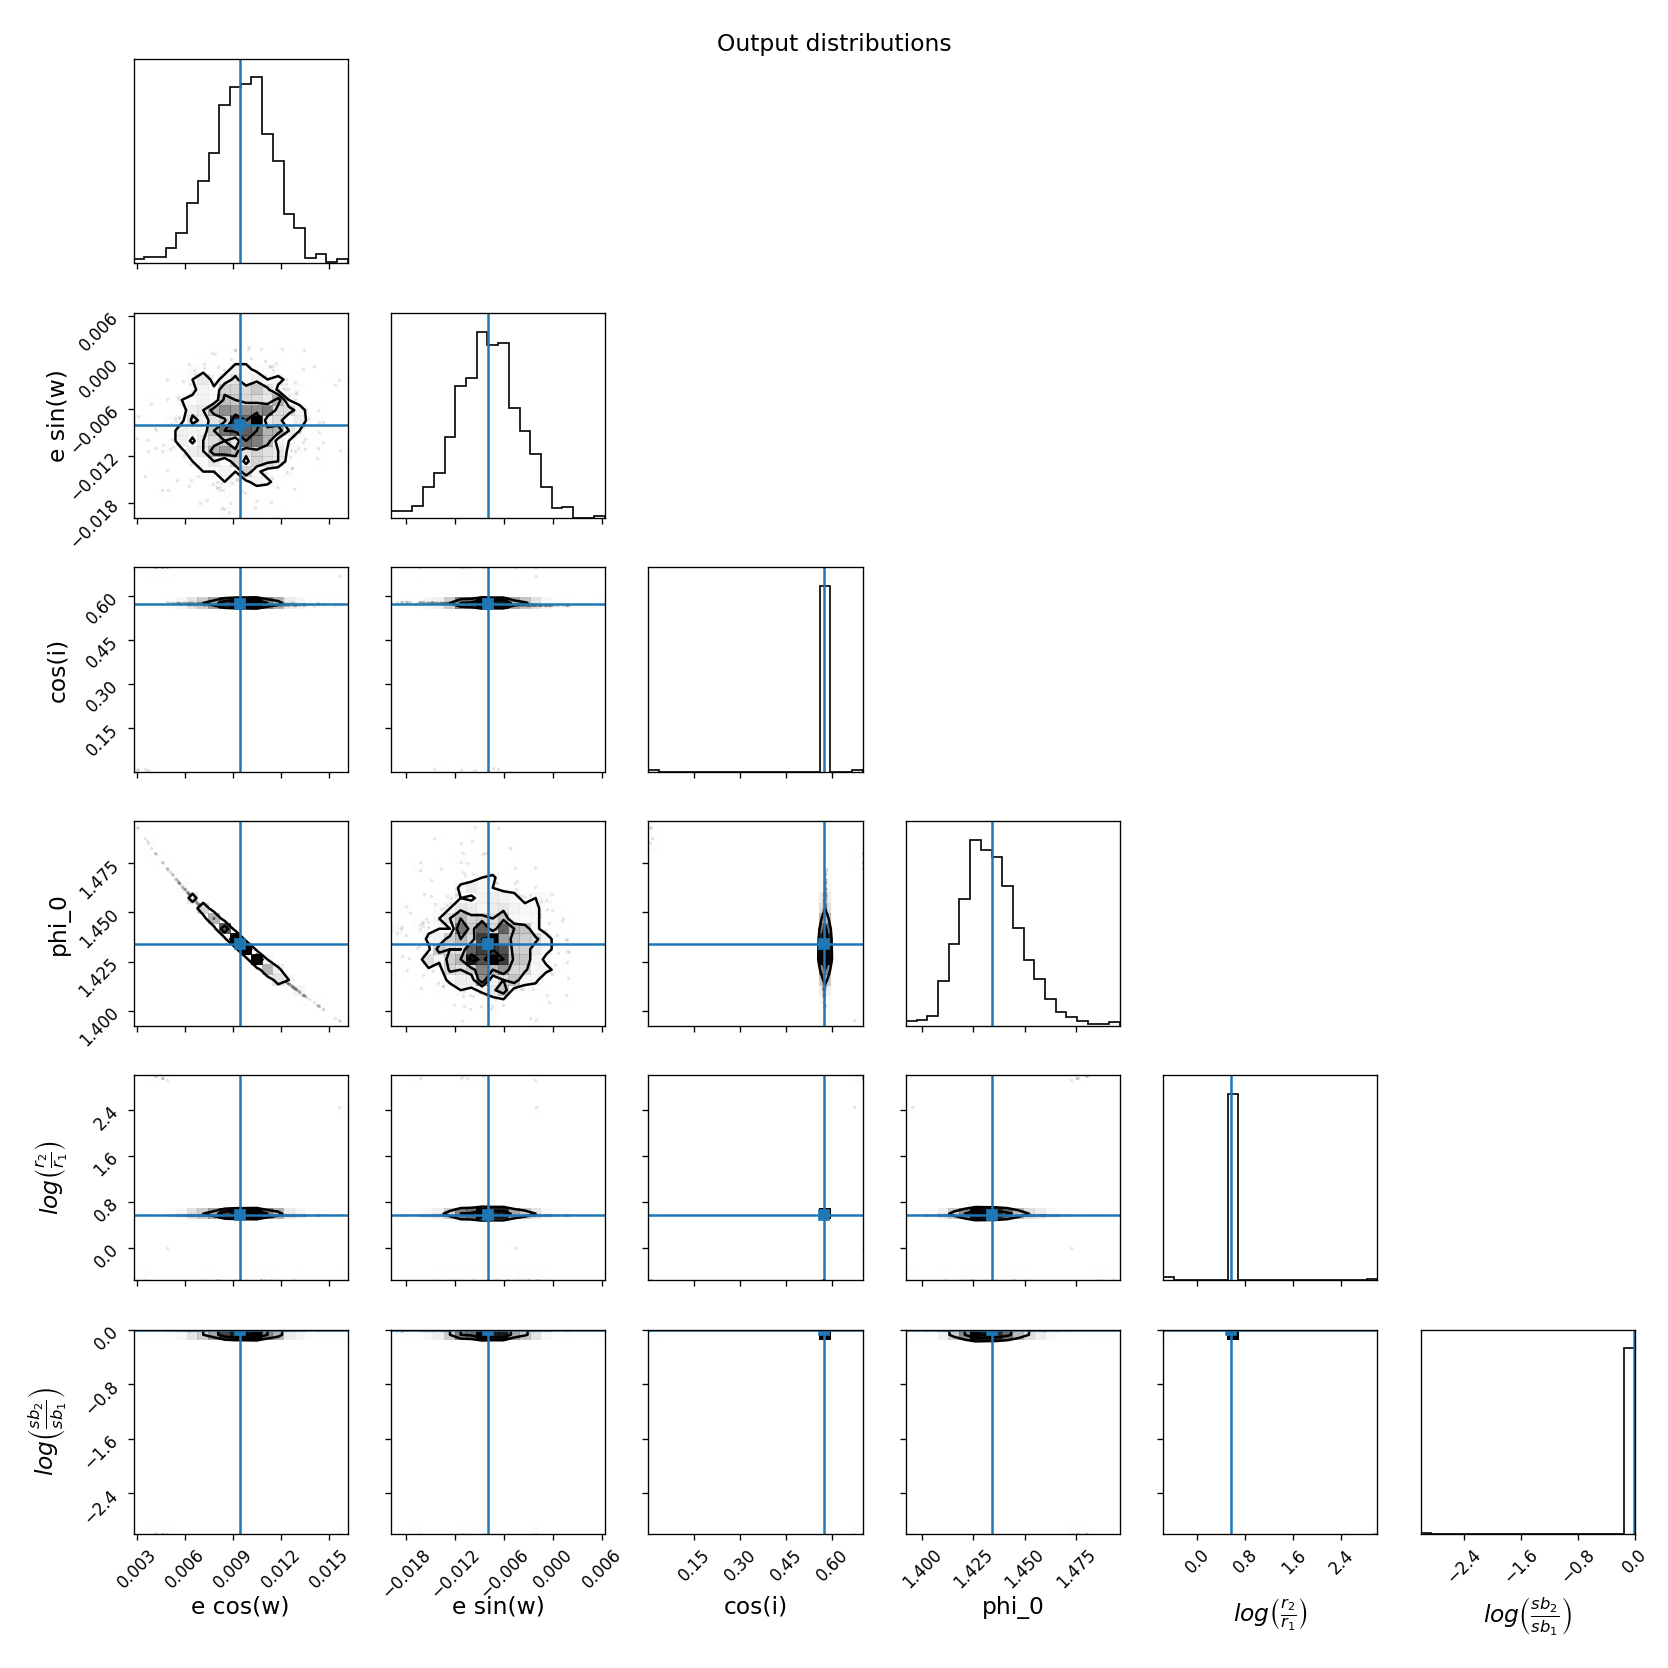 Output distributions
0.006
0.000
−0.006
−0.012
−0.018
e sin(w)
0.60
0.45
0.30
0.15
cos(i)
1.475
1.450
1.425
1.400
phi_0
2.4
1.6
0.8
0.0
log(r₂/r₁)
0.0
−0.8
−1.6
−2.4
log(sb₂/sb₁)
0.003 0.006 0.009 0.012 0.015
−0.018 −0.012 −0.006 0.000 0.006
0.15 0.30 0.45 0.60
1.400 1.425 1.450 1.475
0.0 0.8 1.6 2.4
−2.4 −1.6 −0.8 0.0
e cos(w)
e sin(w)
cos(i)
phi_0
log(r₂/r₁)
log(sb₂/sb₁)